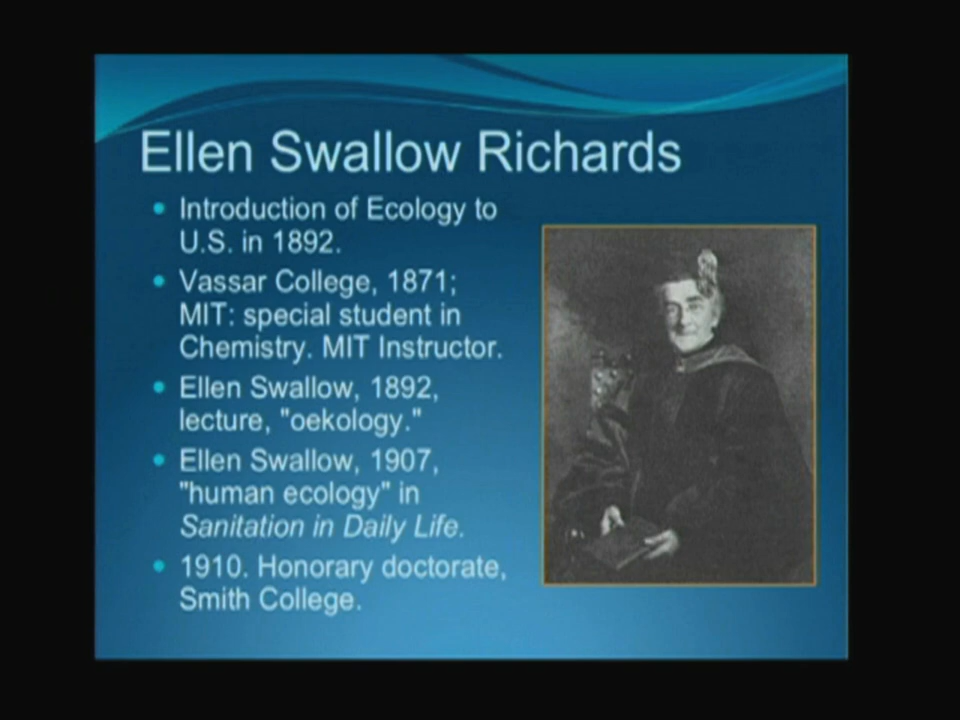 Ellen Swallow Richards
Introduction of Ecology to
U.S. in 1892.
Vassar College, 1871;
MIT: special student in
Chemistry. MIT Instructor.
Ellen Swallow, 1892,
lecture, "oekology."
Ellen Swallow, 1907,
"human ecology" in
Sanitation in Daily Life.
1910. Honorary doctorate,
Smith College.